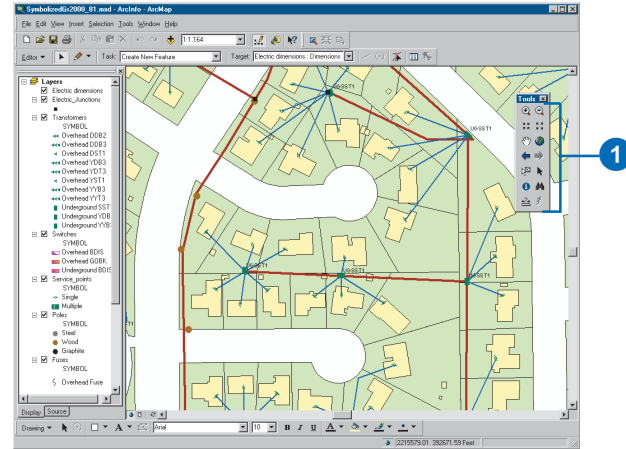 SymbolizedGr2000_81.mxd - ArcInfo - ArcMap
File Edit View Insert Selection Tools Window Help
1:1,164
Editor Task: Create New Feature Target: Electric dimensions : Dimensions
Layers
Electric dimensions
Electric_Junctions
Transformers
SYMBOL
Overhead DDB2
Overhead DDB3
Overhead DST1
Overhead YDB3
Overhead YDT3
Overhead YST1
Overhead YYB3
Overhead YYT3
Underground SST
Underground YDB
Underground YYB
Switches
SYMBOL
Overhead BDIS
Overhead GOBK
Underground BDIS
Service_points
SYMBOL
Single
Multiple
Poles
SYMBOL
Steel
Wood
Graphite
Fuses
SYMBOL
Overhead Fuse
Display Source
UGSST1
UGSST1
UGSST1
UGSST1
UGSST1
T1
Tools
1
Drawing A Arial 10 B I U A
2215579.01 392671.59 Feet